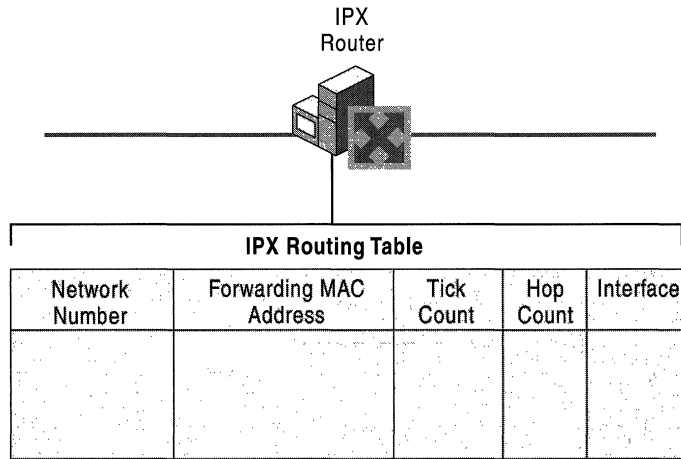 IPX
Router
IPX Routing Table
Network
Number
Forwarding MAC
Address
Tick
Count
Hop
Count
Interface